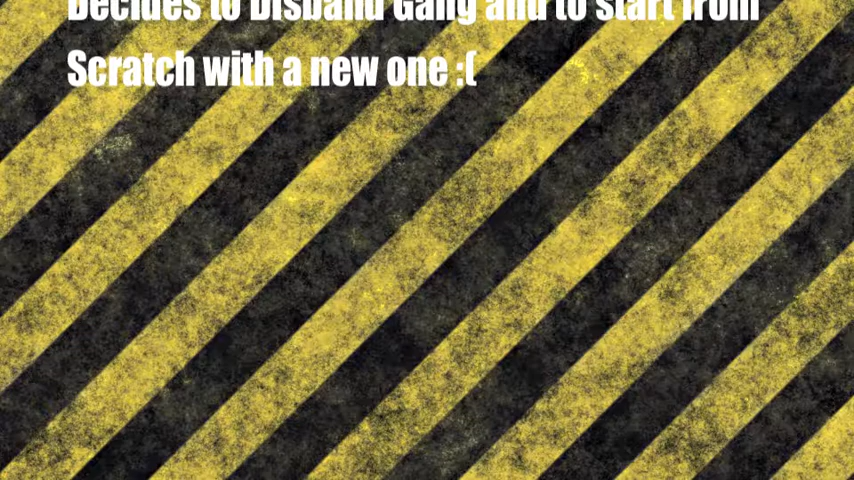 Decides to Disband Gang and to start from
Scratch with a new one :(